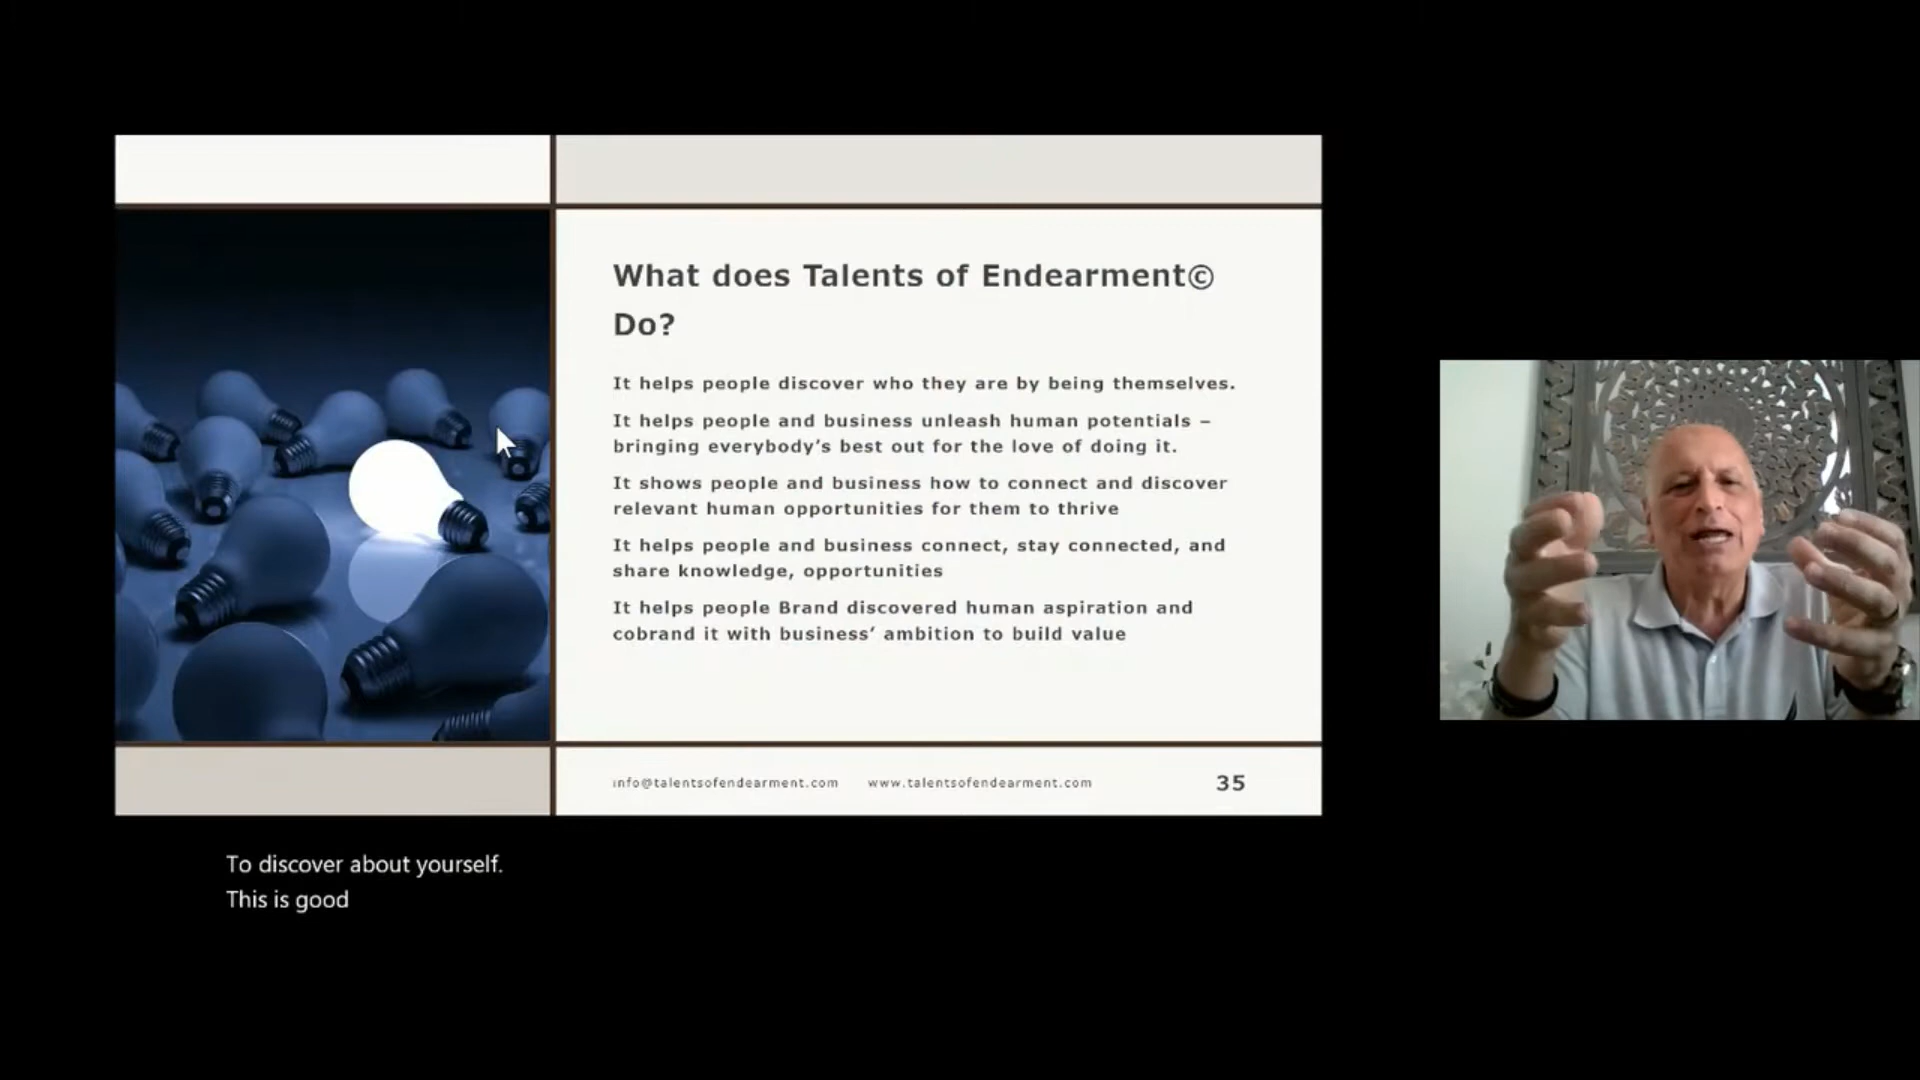 What does Talents of Endearment©
Do?
It helps people discover who they are by being themselves.
It helps people and business unleash human potentials –
bringing everybody’s best out for the love of doing it.
It shows people and business how to connect and discover
relevant human opportunities for them to thrive
It helps people and business connect, stay connected, and
share knowledge, opportunities
It helps people Brand discovered human aspiration and
cobrand it with business’ ambition to build value
info@talentsofendearment.com www.talentsofendearment.com 35
To discover about yourself.
This is good